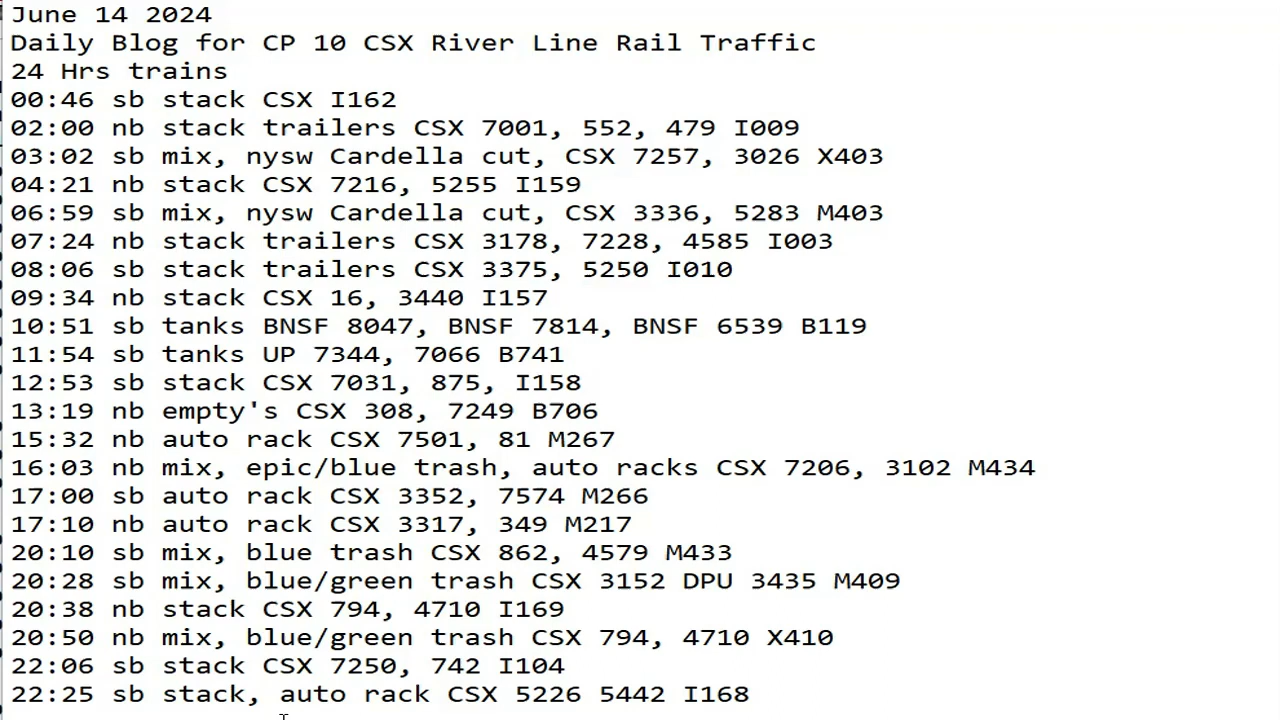 June 14 2024
Daily Blog for CP 10 CSX River Line Rail Traffic
24 Hrs trains
00:46 sb stack CSX I162
02:00 nb stack trailers CSX 7001, 552, 479 I009
03:02 sb mix, nysw Cardella cut, CSX 7257, 3026 X403
04:21 nb stack CSX 7216, 5255 I159
06:59 sb mix, nysw Cardella cut, CSX 3336, 5283 M403
07:24 nb stack trailers CSX 3178, 7228, 4585 I003
08:06 sb stack trailers CSX 3375, 5250 I010
09:34 nb stack CSX 16, 3440 I157
10:51 sb tanks BNSF 8047, BNSF 7814, BNSF 6539 B119
11:54 sb tanks UP 7344, 7066 B741
12:53 sb stack CSX 7031, 875, I158
13:19 nb empty's CSX 308, 7249 B706
15:32 nb auto rack CSX 7501, 81 M267
16:03 nb mix, epic/blue trash, auto racks CSX 7206, 3102 M434
17:00 sb auto rack CSX 3352, 7574 M266
17:10 nb auto rack CSX 3317, 349 M217
20:10 sb mix, blue trash CSX 862, 4579 M433
20:28 sb mix, blue/green trash CSX 3152 DPU 3435 M409
20:38 nb stack CSX 794, 4710 I169
20:50 nb mix, blue/green trash CSX 794, 4710 X410
22:06 sb stack CSX 7250, 742 I104
22:25 sb stack, auto rack CSX 5226 5442 I168